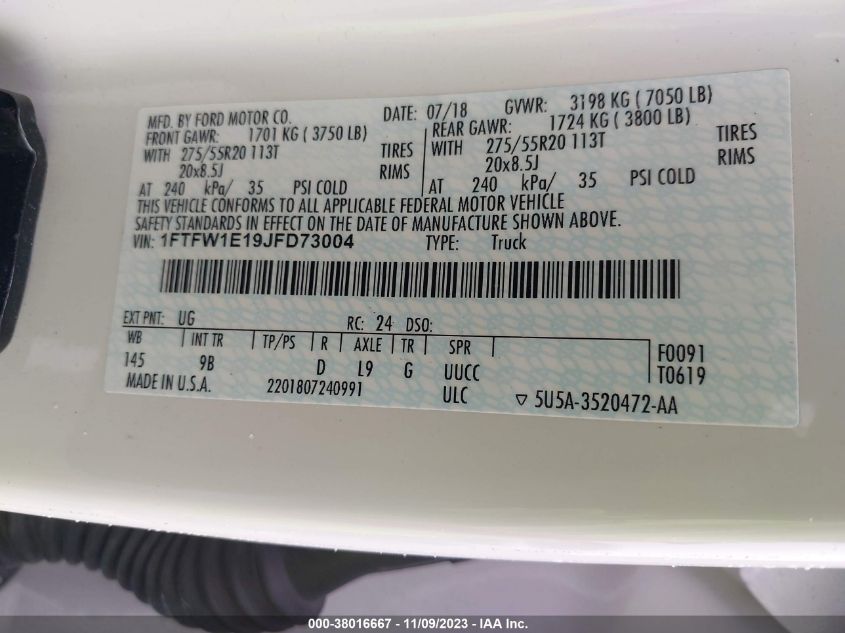 MFD. BY FORD MOTOR CO. DATE: 07/18 GVWR: 3198 KG ( 7050 LB)
FRONT GAWR: 1701 KG ( 3750 LB) REAR GAWR: 1724 KG ( 3800 LB)
WITH 275/55R20 113T TIRES WITH 275/55R20 113T TIRES
20x8.5J RIMS 20x8.5J RIMS
AT 240 kPa/ 35 PSI COLD AT 240 kPa/ 35 PSI COLD
THIS VEHICLE CONFORMS TO ALL APPLICABLE FEDERAL MOTOR VEHICLE
SAFETY STANDARDS IN EFFECT ON THE DATE OF MANUFACTURE SHOWN ABOVE.
VIN: 1FTFW1E19JFD73004 TYPE: Truck
EXT PNT: UG RC: 24 DSO:
WB INT TR TP/PS R AXLE TR SPR F0091
145 9B D L9 G UUCC T0619
MADE IN U.S.A. 2201807240991 ULC ▽ 5U5A-3520472-AA
000-38016667 - 11/09/2023 - IAA Inc.